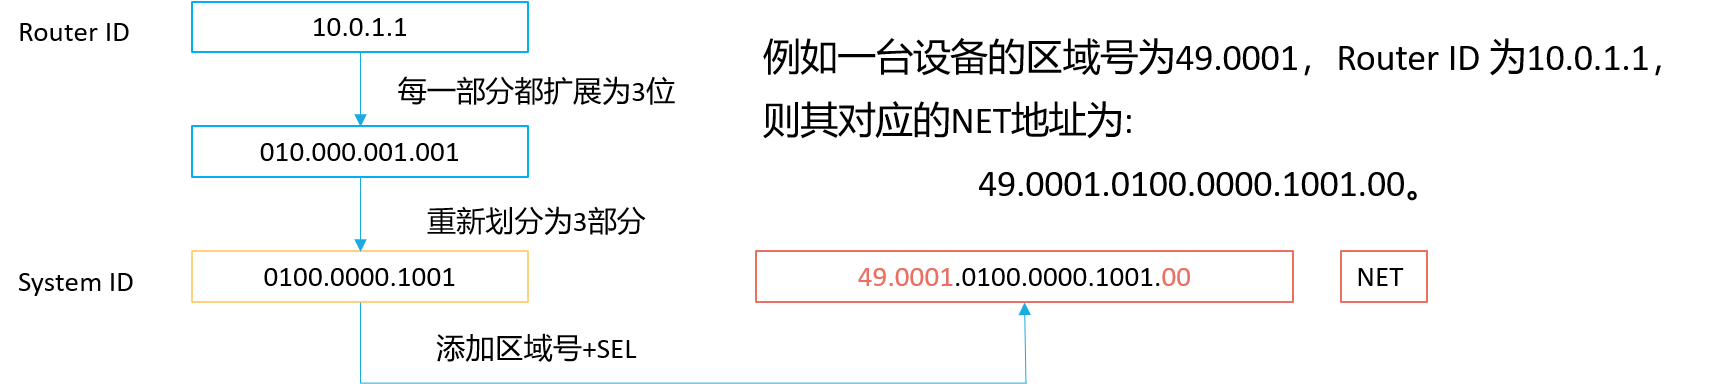 Router ID
10.0.1.1
每一部分都扩展为3位
010.000.001.001
重新划分为3部分
System ID
0100.0000.1001
添加区域号+SEL
例如一台设备的区域号为49.0001，Router ID 为10.0.1.1，
则其对应的NET地址为:
49.0001.0100.0000.1001.00。
49.0001.0100.0000.1001.00
NET